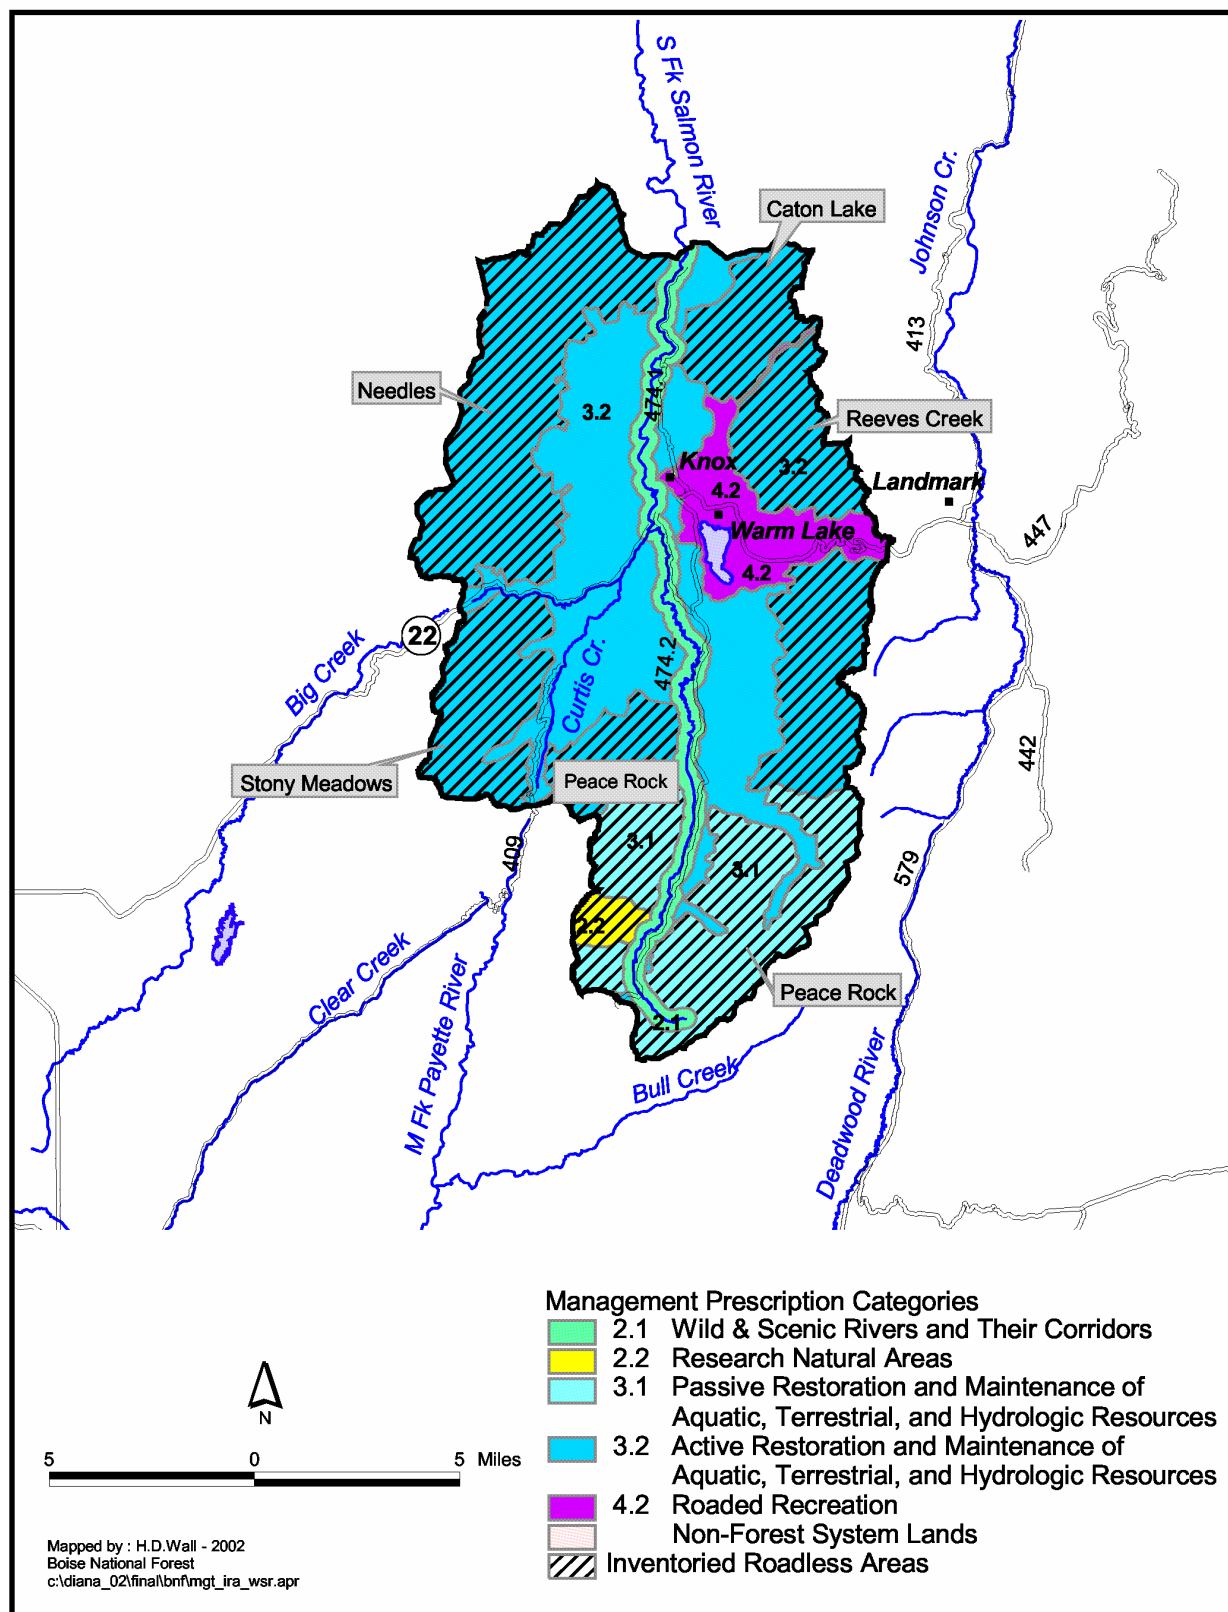 S Fk Salmon River
Johnson Cr.
Caton Lake
413
Needles
474.1
3.2
Reeves Creek
Knox
3.2
Landmark
4.2
Warm Lake
447
4.2
22
Big Creek
Curtis Cr.
474.2
442
Stony Meadows
Peace Rock
409
3.1
3.1
579
2.2
Clear Creek
M Fk Payette River
Peace Rock
2.1
Bull Creek
Deadwood River
Management Prescription Categories
2.1 Wild & Scenic Rivers and Their Corridors
2.2 Research Natural Areas
3.1 Passive Restoration and Maintenance of
Aquatic, Terrestrial, and Hydrologic Resources
3.2 Active Restoration and Maintenance of
Aquatic, Terrestrial, and Hydrologic Resources
4.2 Roaded Recreation
Non-Forest System Lands
Inventoried Roadless Areas
N
5 0 5 Miles
Mapped by : H.D.Wall - 2002
Boise National Forest
c:\diana_02\final\bnf\mgt_ira_wsr.apr